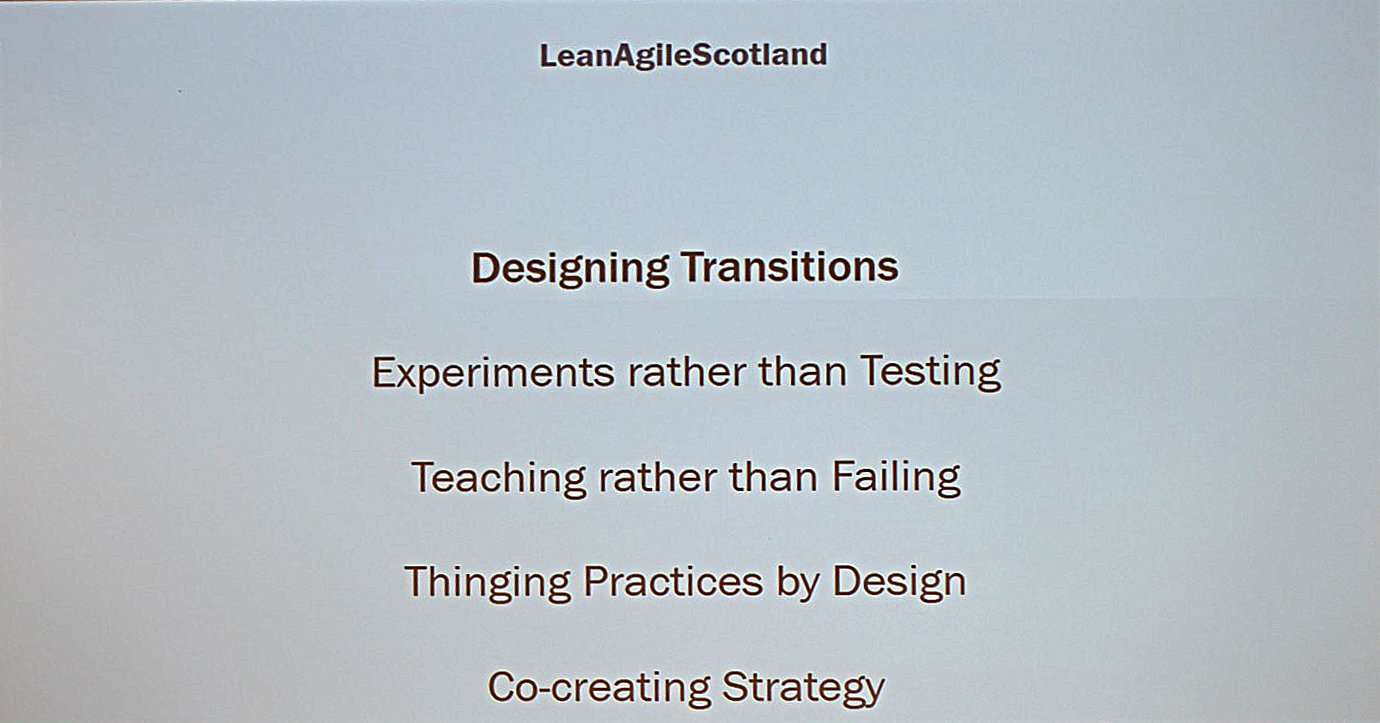 LeanAgileScotland
Designing Transitions
Experiments rather than Testing
Teaching rather than Failing
Thinging Practices by Design
Co-creating Strategy